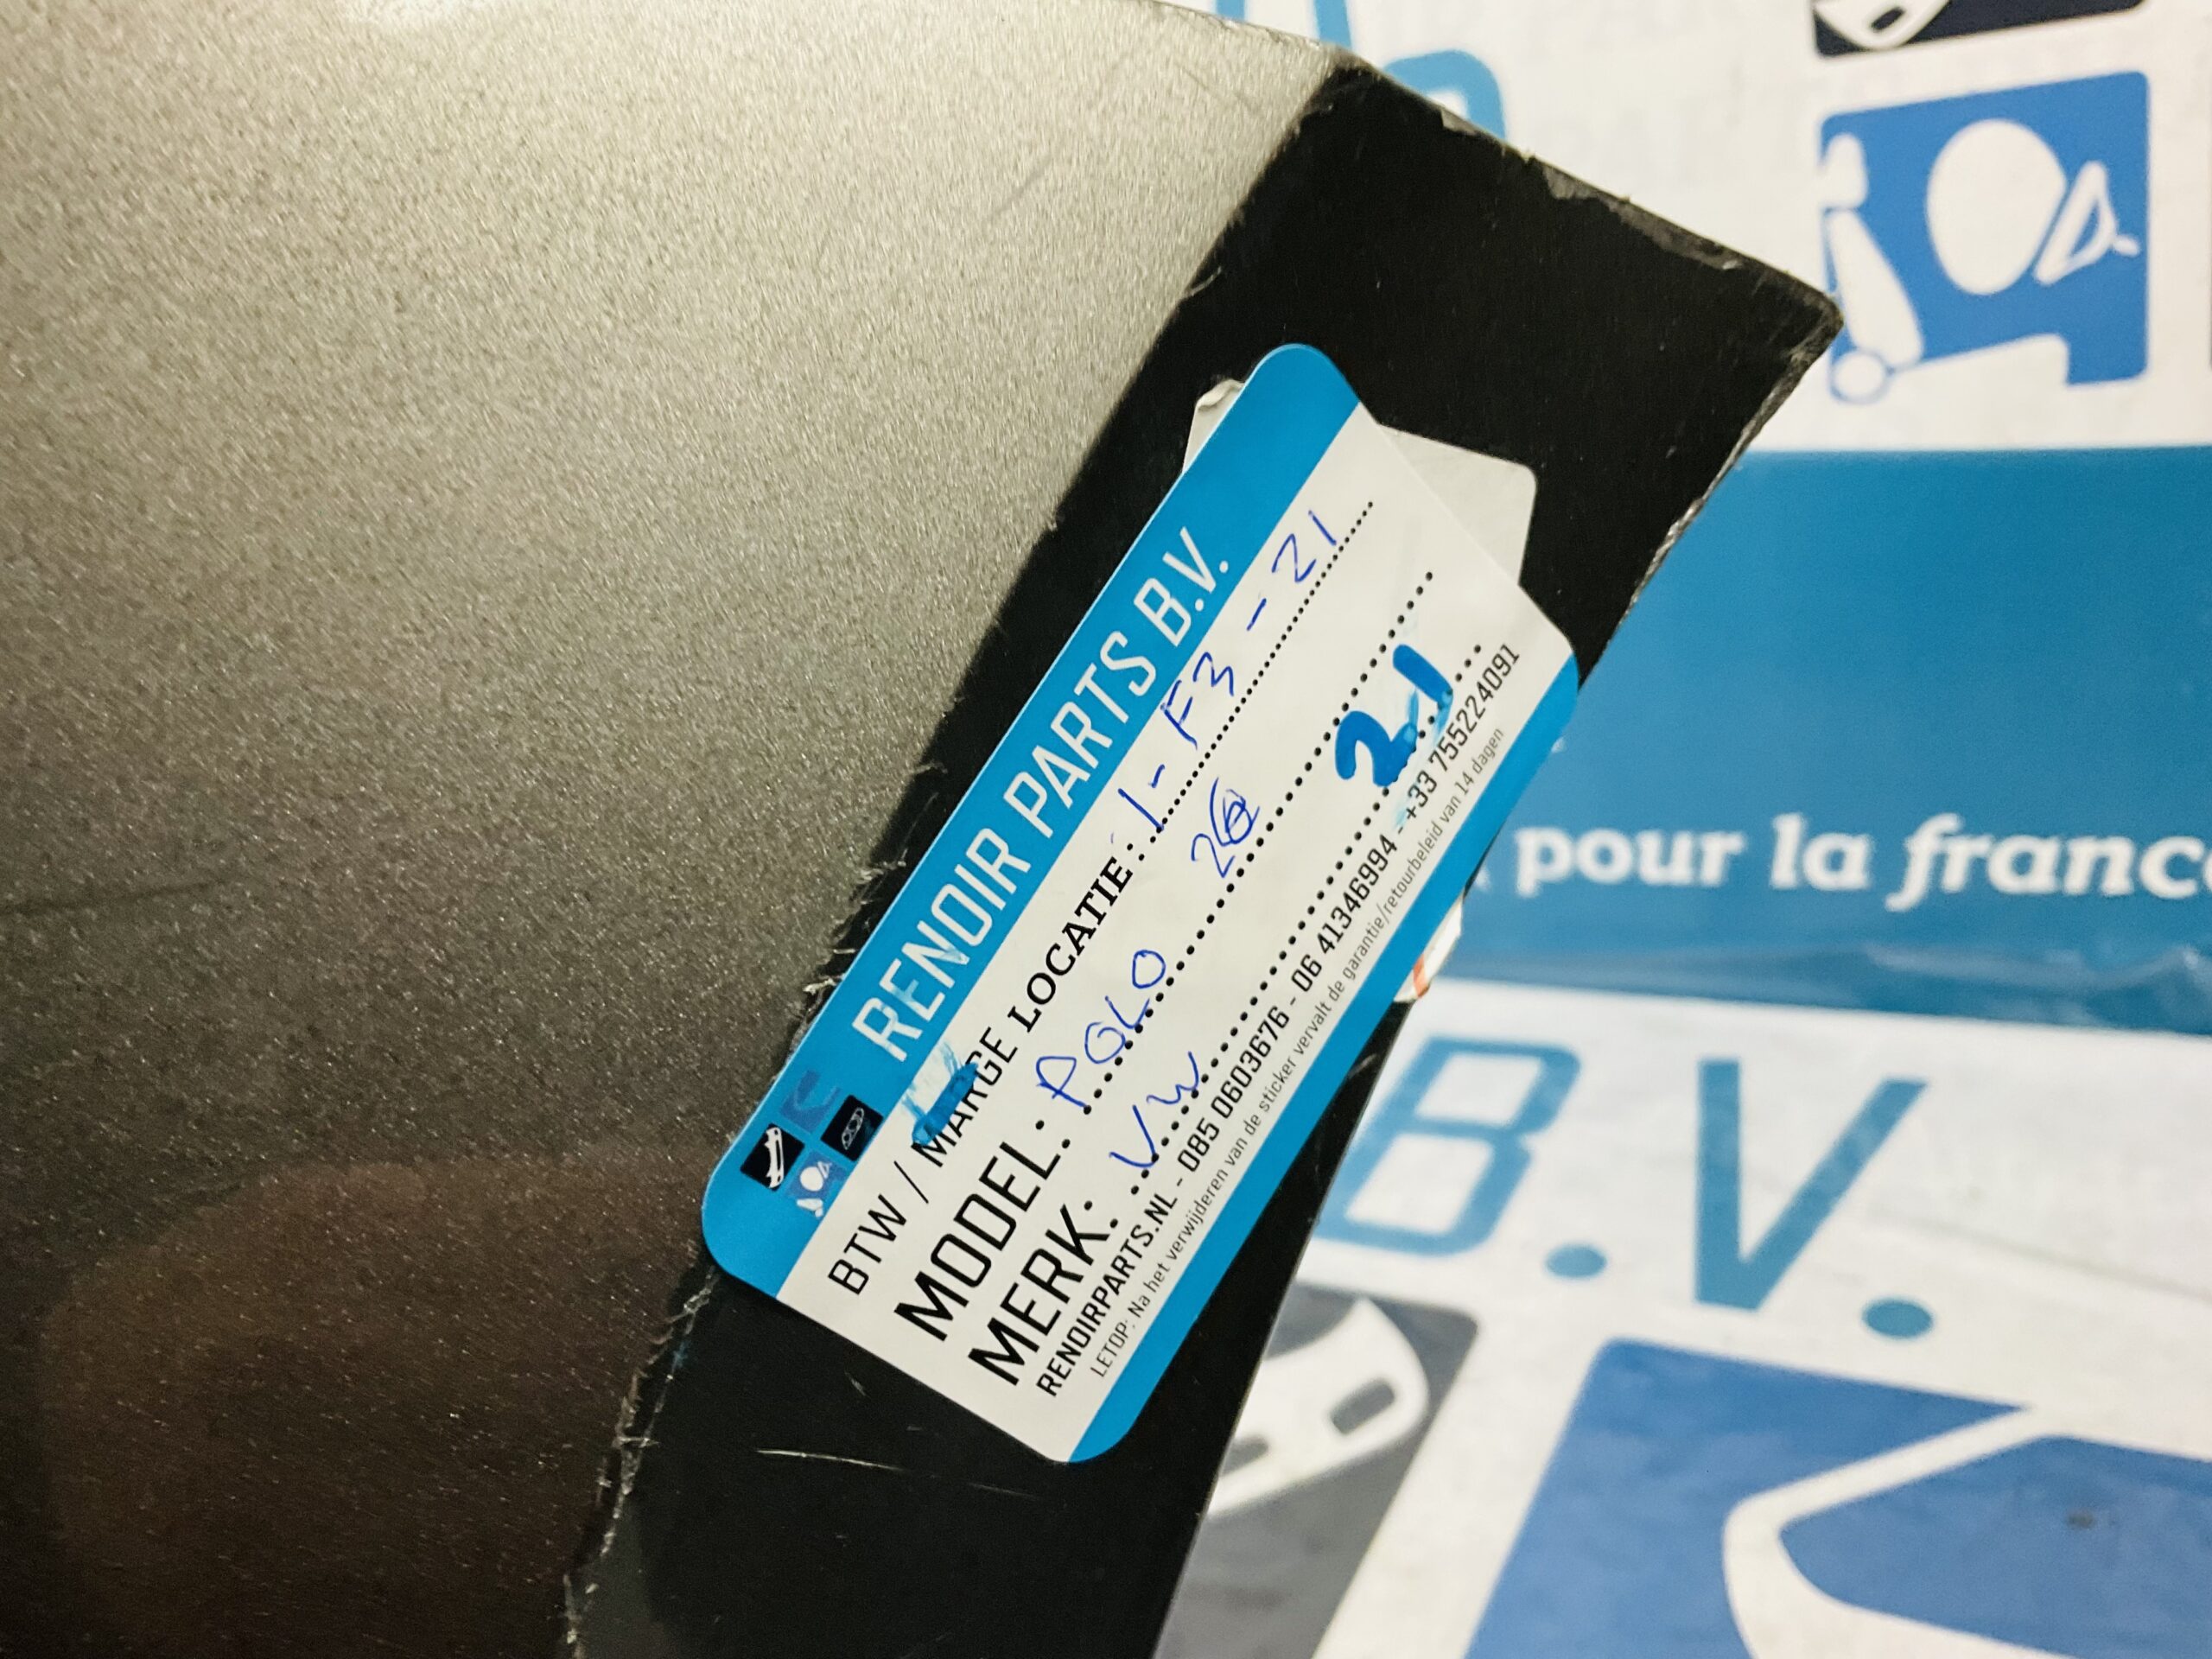 RENOIR PARTS B.V.
BTW / MARGE LOCATIE: 1-F3-21
MODEL: POLO
MERK: VW 21
RENOIRPARTS.NL - 085 0603676 - 06 41346994 - +33 755224091
LETOP: Na het verwijderen van de sticker vervalt de garantie/retourbeleid van 14 dagen
pour la franc
B.V.